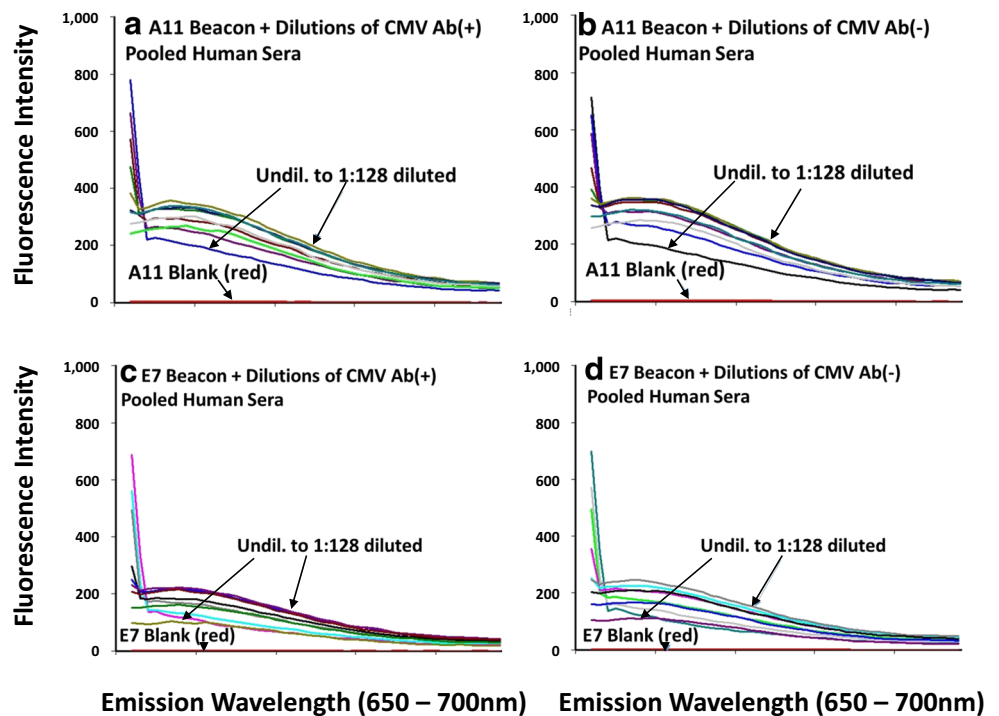 a A11 Beacon + Dilutions of CMV Ab(+)
Pooled Human Sera
Fluorescence Intensity
1,000
800
600
400
200
0
Undil. to 1:128 diluted
A11 Blank (red)
b A11 Beacon + Dilutions of CMV Ab(-)
Pooled Human Sera
1,000
800
600
400
200
0
Undil. to 1:128 diluted
A11 Blank (red)
c E7 Beacon + Dilutions of CMV Ab(+)
Pooled Human Sera
Fluorescence Intensity
1,000
800
600
400
200
0
Undil. to 1:128 diluted
E7 Blank (red)
d E7 Beacon + Dilutions of CMV Ab(-)
Pooled Human Sera
1,000
800
600
400
200
0
Undil. to 1:128 diluted
E7 Blank (red)
Emission Wavelength (650 – 700nm)
Emission Wavelength (650 – 700nm)